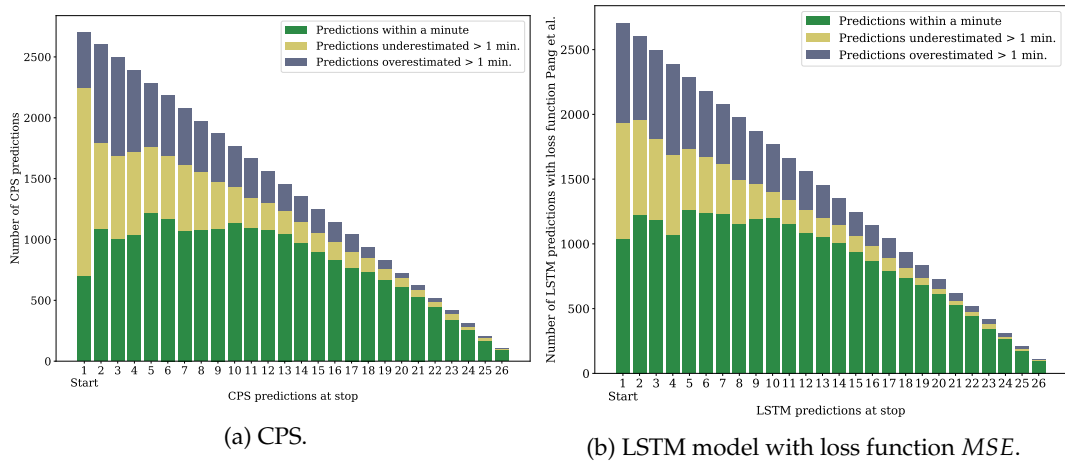 Number of CPS predictions
2500
2000
1500
1000
500
0
Predictions within a minute
Predictions underestimated > 1 min.
Predictions overestimated > 1 min.
1 2 3 4 5 6 7 8 9 10 11 12 13 14 15 16 17 18 19 20 21 22 23 24 25 26
Start
CPS predictions at stop
(a) CPS.
Number of LSTM predictions with loss function Pang et al.
2500
2000
1500
1000
500
0
Predictions within a minute
Predictions underestimated > 1 min.
Predictions overestimated > 1 min.
1 2 3 4 5 6 7 8 9 10 11 12 13 14 15 16 17 18 19 20 21 22 23 24 25 26
Start
LSTM predictions at stop
(b) LSTM model with loss function MSE.